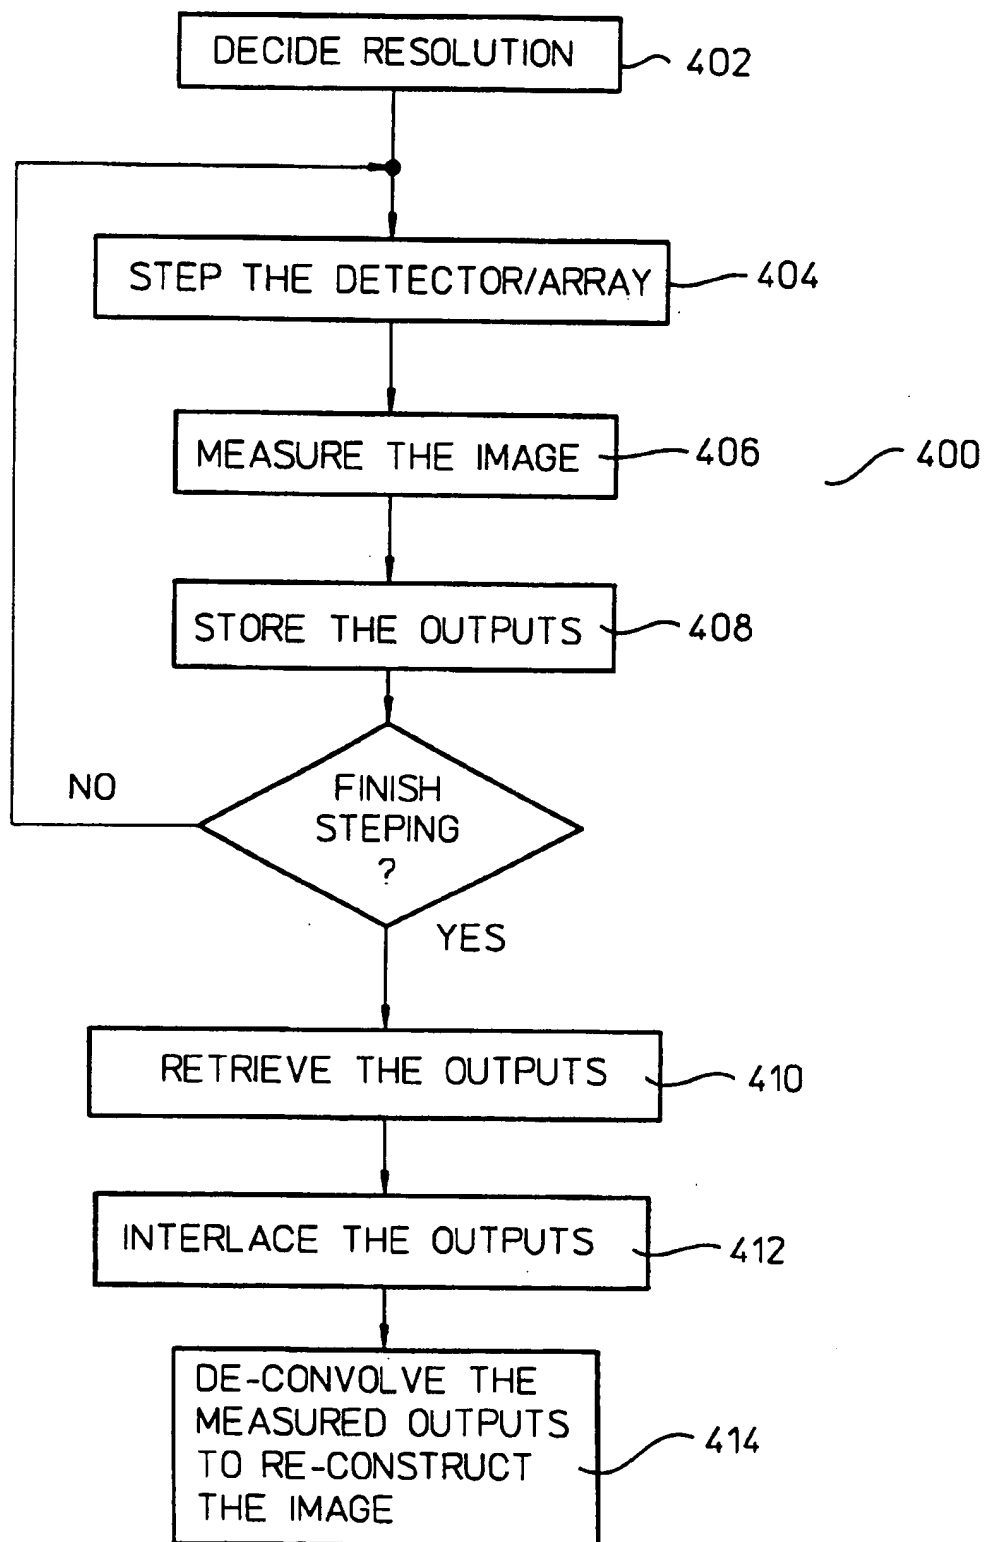 DECIDE RESOLUTION
402
STEP THE DETECTOR/ARRAY
404
MEASURE THE IMAGE
406
400
STORE THE OUTPUTS
408
FINISH
STEPING
?
NO
YES
RETRIEVE THE OUTPUTS
410
INTERLACE THE OUTPUTS
412
DE-CONVOLVE THE
MEASURED OUTPUTS
TO RE-CONSTRUCT
THE IMAGE
414